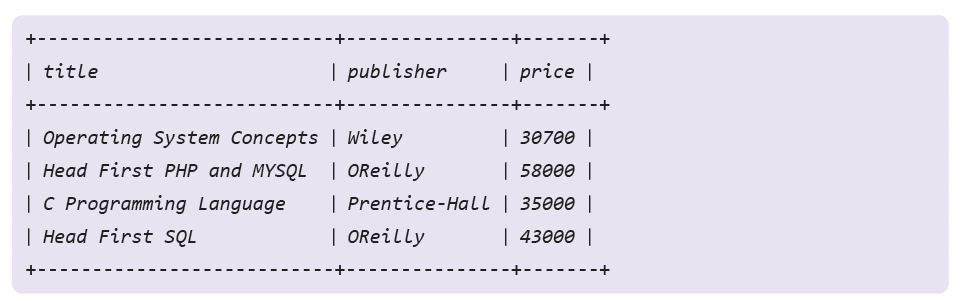 +---------------------------+---------------+-------+
| title                     | publisher     | price |
+---------------------------+---------------+-------+
| Operating System Concepts | Wiley         | 30700 |
| Head First PHP and MYSQL  | OReilly       | 58000 |
| C Programming Language    | Prentice-Hall | 35000 |
| Head First SQL            | OReilly       | 43000 |
+---------------------------+---------------+-------+